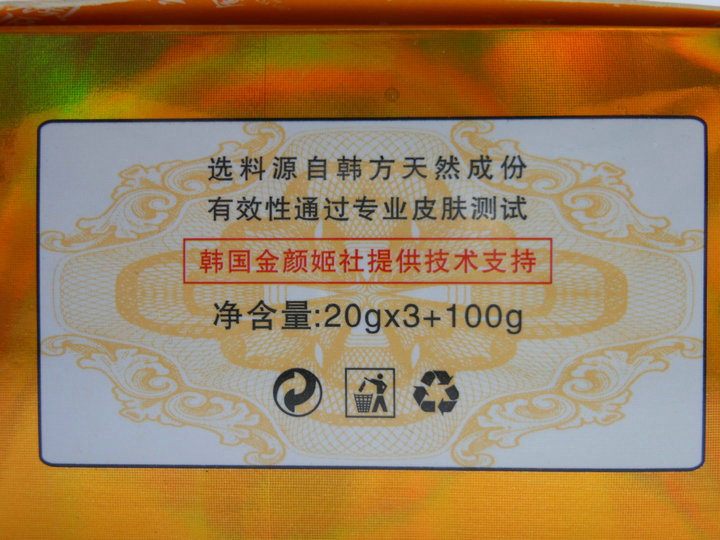 选料源自韩方天然成份
有效性通过专业皮肤测试
韩国金颜姬社提供技术支持
净含量:20gx3+100g